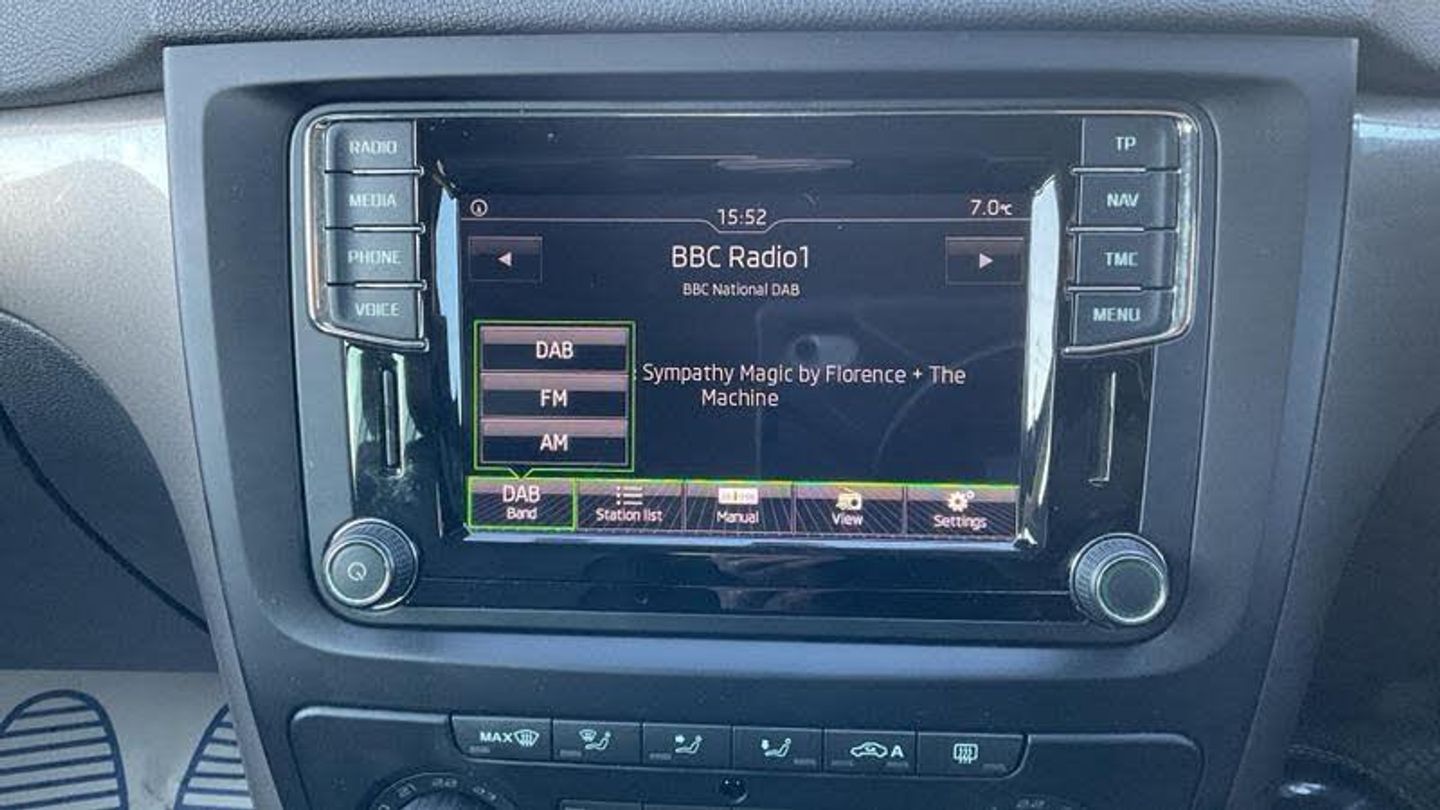 RADIO
MEDIA
PHONE
VOICE
TP
NAV
TMC
MENU
15:52
7.0℃
BBC Radio1
BBC National DAB
DAB
FM
AM
: Sympathy Magic by Florence + The
Machine
DAB
Band
Station list
Manual
View
Settings
MAX
A